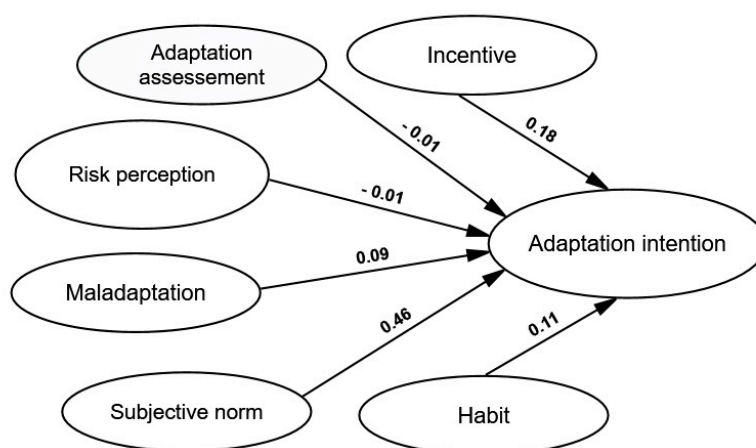 Adaptation
assessement
Incentive
- 0.01
0.18
Risk perception
- 0.01
Adaptation intention
0.09
Maladaptation
0.46
0.11
Subjective norm
Habit